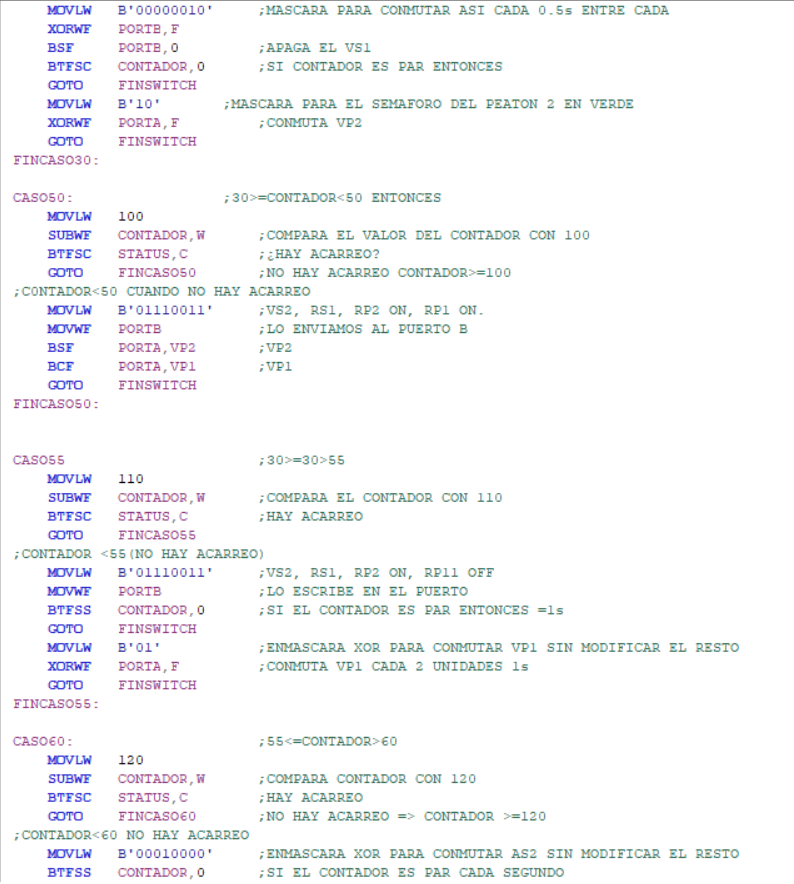 MOVLW B'00000010' ;MASCARA PARA CONMUTAR ASI CADA 0.5s ENTRE CADA
XORWF PORTB,F
BSF PORTB,0 ;APAGA EL VS1
BTFSC CONTADOR,0 ;SI CONTADOR ES PAR ENTONCES
GOTO FINSWITCH
MOVLW B'10' ;MASCARA PARA EL SEMAFORO DEL PEATON 2 EN VERDE
XORWF PORTA,F ;CONMUTA VP2
GOTO FINSWITCH
FINCASO30:
CASO50: ;30>=CONTADOR<50 ENTONCES
MOVLW 100
SUBWF CONTADOR,W ;COMPARA EL VALOR DEL CONTADOR CON 100
BTFSC STATUS,C ;¿HAY ACARREO?
GOTO FINCASO50 ;NO HAY ACARREO CONTADOR>=100
;CONTADOR<50 CUANDO NO HAY ACARREO
MOVLW B'01110011' ;VS2, RS1, RP2 ON, RP1 ON.
MOVWF PORTB ;LO ENVIAMOS AL PUERTO B
BSF PORTA,VP2 ;VP2
BCF PORTA,VP1 ;VP1
GOTO FINSWITCH
FINCASO50:
CASO55 ;30>=30>55
MOVLW 110
SUBWF CONTADOR,W ;COMPARA EL CONTADOR CON 110
BTFSC STATUS,C ;HAY ACARREO
GOTO FINCASO55
;CONTADOR <55(NO HAY ACARREO)
MOVLW B'01110011' ;VS2, RS1, RP2 ON, RP11 OFF
MOVWF PORTB ;LO ESCRIBE EN EL PUERTO
BTFSS CONTADOR,0 ;SI EL CONTADOR ES PAR ENTONCES =1s
GOTO FINSWITCH
MOVLW B'01' ;ENMASCARA XOR PARA CONMUTAR VP1 SIN MODIFICAR EL RESTO
XORWF PORTA,F ;CONMUTA VP1 CADA 2 UNIDADES 1s
GOTO FINSWITCH
FINCASO55:
CASO60: ;55<=CONTADOR>60
MOVLW 120
SUBWF CONTADOR,W ;COMPARA CONTADOR CON 120
BTFSC STATUS,C ;HAY ACARREO
GOTO FINCASO60 ;NO HAY ACARREO => CONTADOR >=120
;CONTADOR<60 NO HAY ACARREO
MOVLW B'00010000' ;ENMASCARA XOR PARA CONMUTAR AS2 SIN MODIFICAR EL RESTO
BTFSS CONTADOR,0 ;SI EL CONTADOR ES PAR CADA SEGUNDO